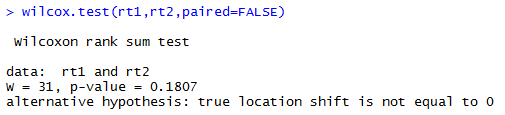 > wilcox.test(rt1,rt2,paired=FALSE)
Wilcoxon rank sum test
data:  rt1 and rt2
W = 31, p-value = 0.1807
alternative hypothesis: true location shift is not equal to 0